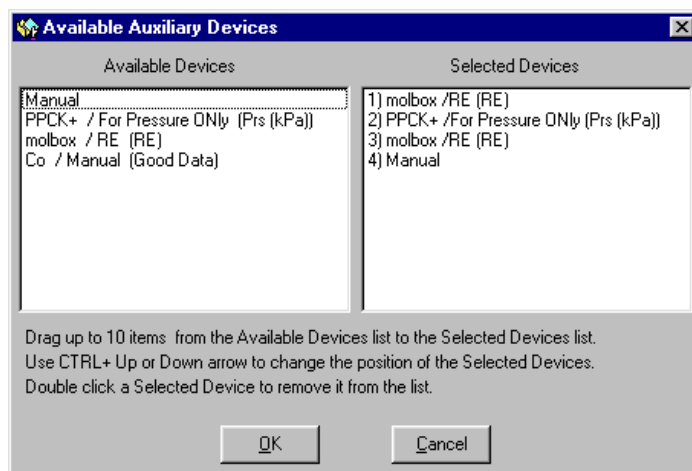 Available Auxiliary Devices
Available Devices
Manual
PPCK+ / For Pressure ONly (Prs (kPa))
molbox / RE (RE)
Co / Manual (Good Data)
Selected Devices
1) molbox /RE (RE)
2) PPCK+ /For Pressure ONly (Prs (kPa))
3) molbox /RE (RE)
4) Manual
Drag up to 10 items from the Available Devices list to the Selected Devices list.
Use CTRL+ Up or Down arrow to change the position of the Selected Devices.
Double click a Selected Device to remove it from the list.
OK
Cancel